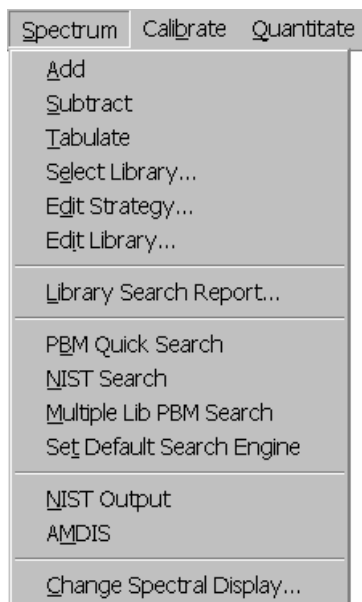 Spectrum Calibrate Quantitate
Add
Subtract
Tabulate
Select Library...
Edit Strategy...
Edit Library...
Library Search Report...
PBM Quick Search
NIST Search
Multiple Lib PBM Search
Set Default Search Engine
NIST Output
AMDIS
Change Spectral Display...